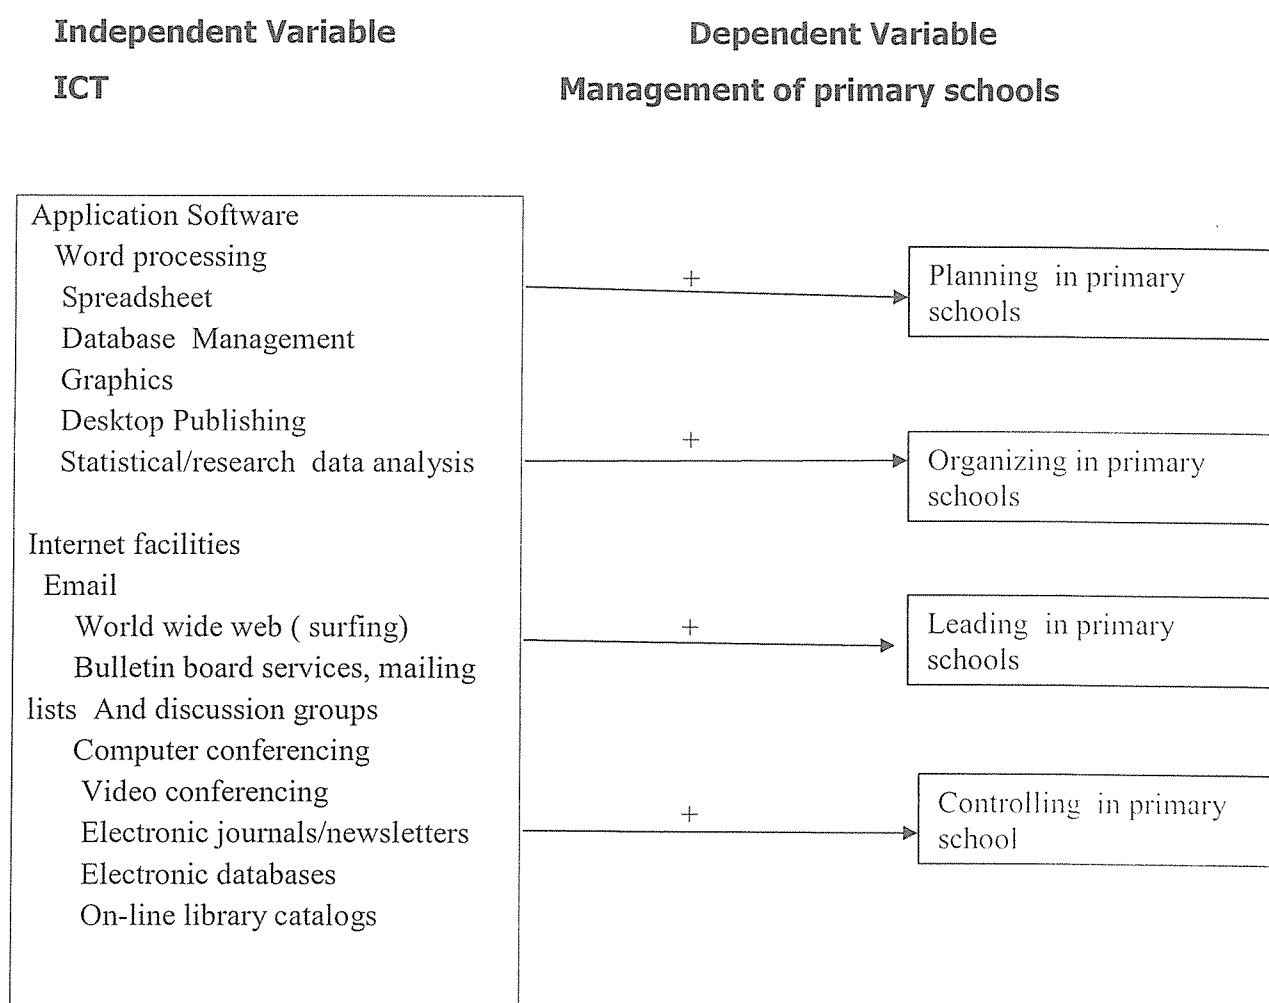 Independent Variable
Dependent Variable
ICT
Management of primary schools
Application Software
Word processing
Spreadsheet
Database Management
Graphics
Desktop Publishing
Statistical/research data analysis
Internet facilities
Email
World wide web ( surfing)
Bulletin board services, mailing
lists And discussion groups
Computer conferencing
Video conferencing
Electronic journals/newsletters
Electronic databases
On-line library catalogs
+
Planning in primary
schools
+
Organizing in primary
schools
+
Leading in primary
schools
+
Controlling in primary
school